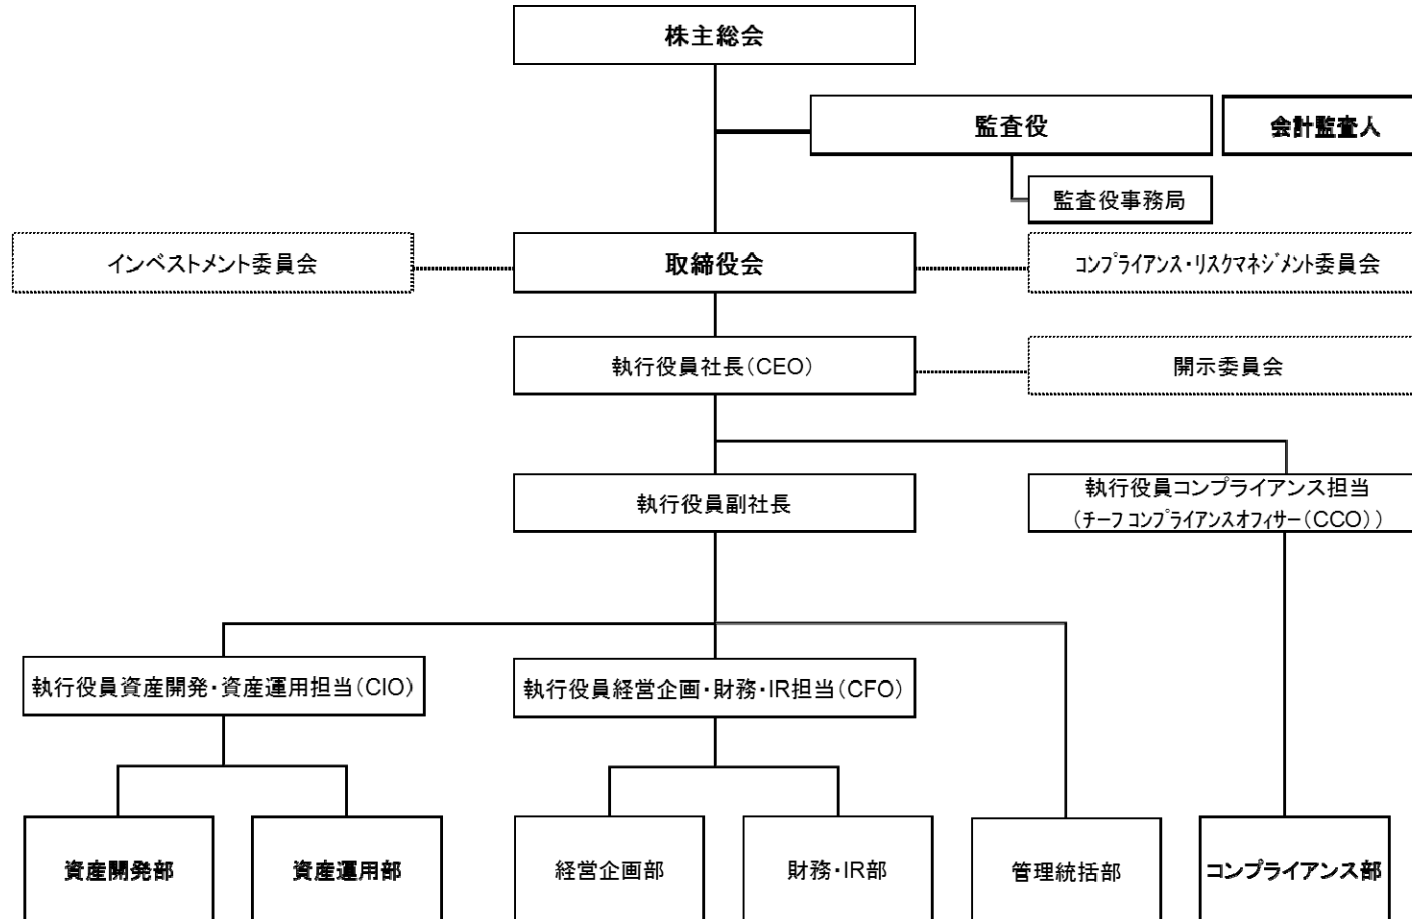 株主総会
監査役
会計監査人
監査役事務局
インベストメント委員会
取締役会
コンプライアンス・リスクマネジメント委員会
執行役員社長(CEO)
開示委員会
執行役員副社長
執行役員コンプライアンス担当
(チーフコンプライアンスオフィサー(CCO))
執行役員資産開発・資産運用担当(CIO)
執行役員経営企画・財務・IR担当(CFO)
資産開発部
資産運用部
経営企画部
財務・IR部
管理統括部
コンプライアンス部